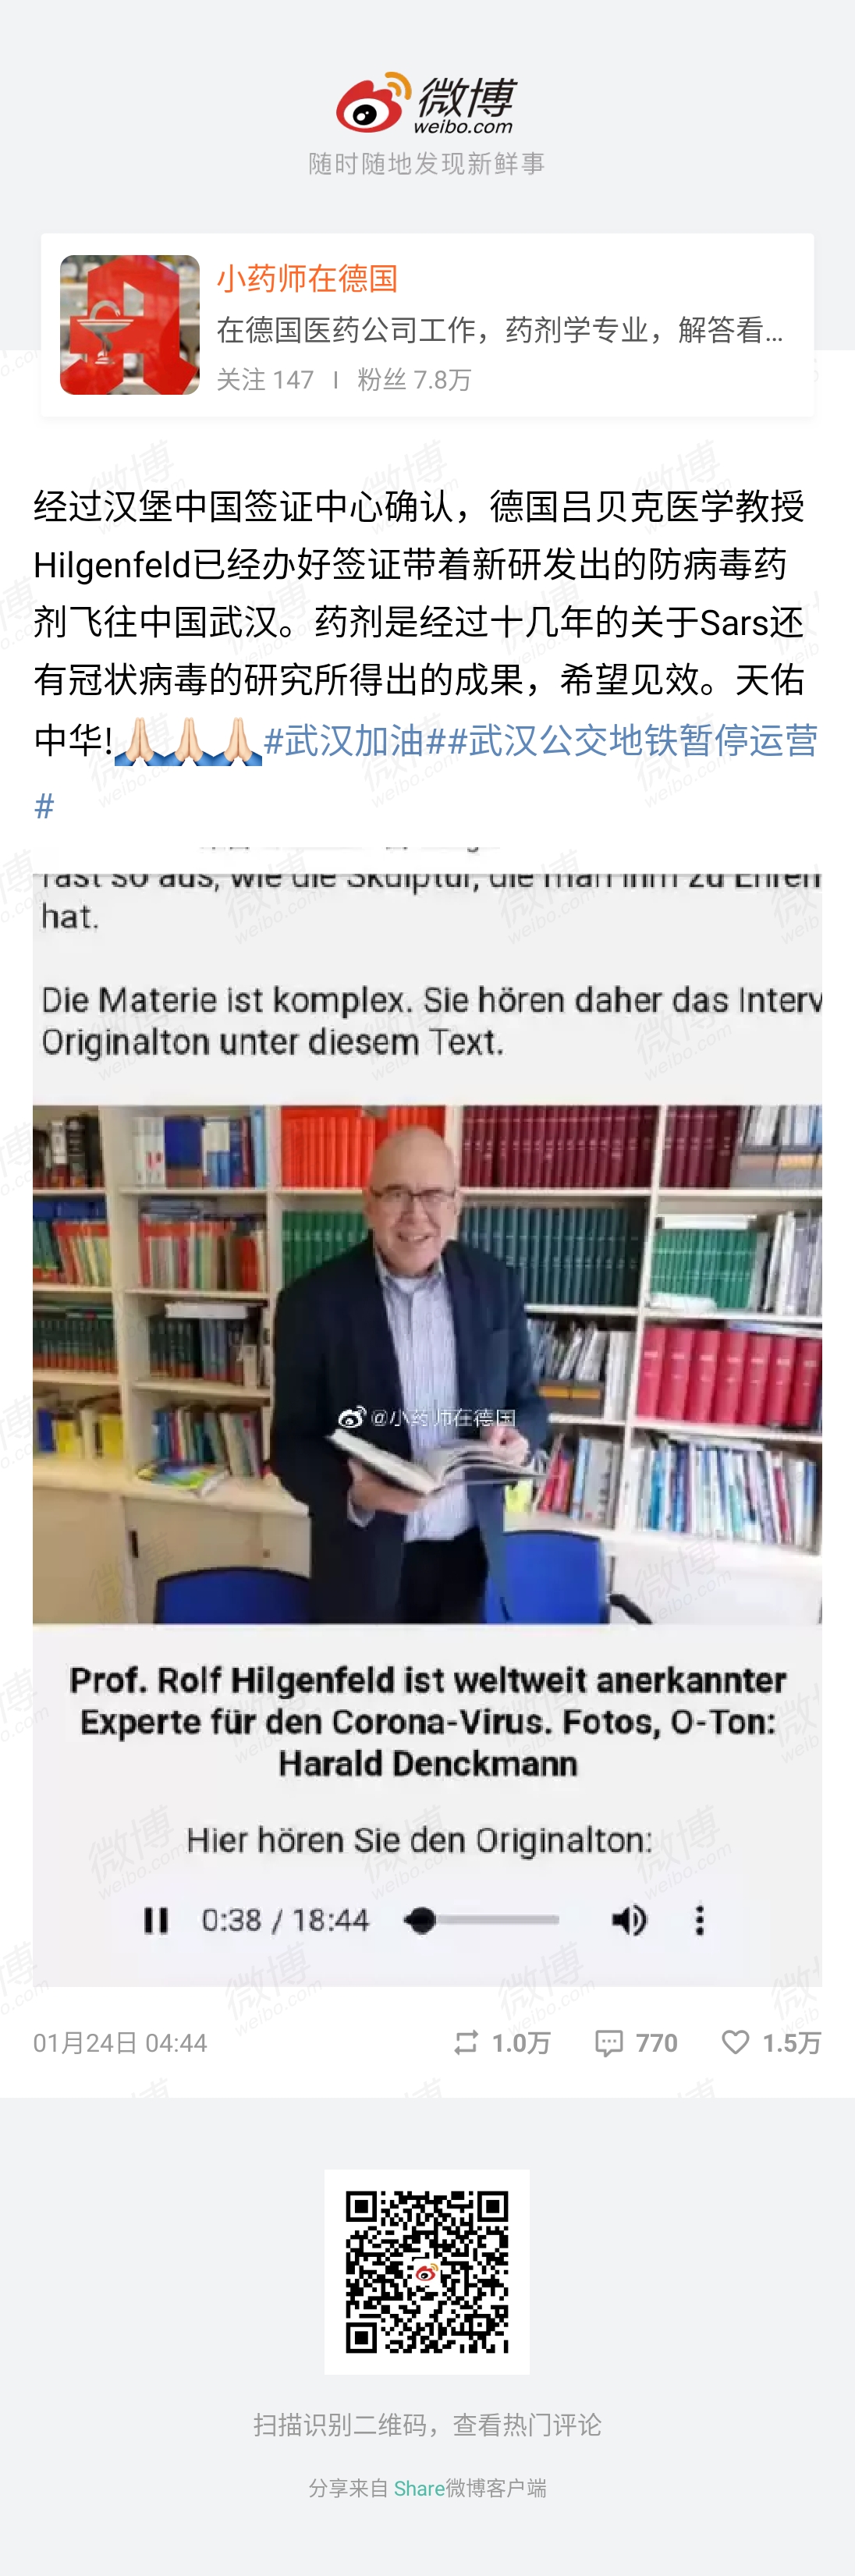 微博
weibo.com
随时随地发现新鲜事
小药师在德国
在德国医药公司工作，药剂学专业，解答看...
关注 147 | 粉丝 7.8万
经过汉堡中国签证中心确认，德国吕贝克医学教授
Hilgenfeld已经办好签证带着新研发出的防病毒药
剂飞往中国武汉。药剂是经过十几年的关于Sars还
有冠状病毒的研究所得出的成果，希望见效。天佑
中华!🙏🏻🙏🏻🙏🏻#武汉加油##武汉公交地铁暂停运营
#
fast so aus, wie die Skulptur, die man ihm zu Ehren
hat.
Die Materie ist komplex. Sie hören daher das Interv
Originalton unter diesem Text.
@小药师在德国
Prof. Rolf Hilgenfeld ist weltweit anerkannter
Experte für den Corona-Virus. Fotos, O-Ton:
Harald Denckmann
Hier hören Sie den Originalton:
0:38 / 18:44
01月24日 04:44 1.0万 770 1.5万
扫描识别二维码，查看热门评论
分享来自 Share微博客户端